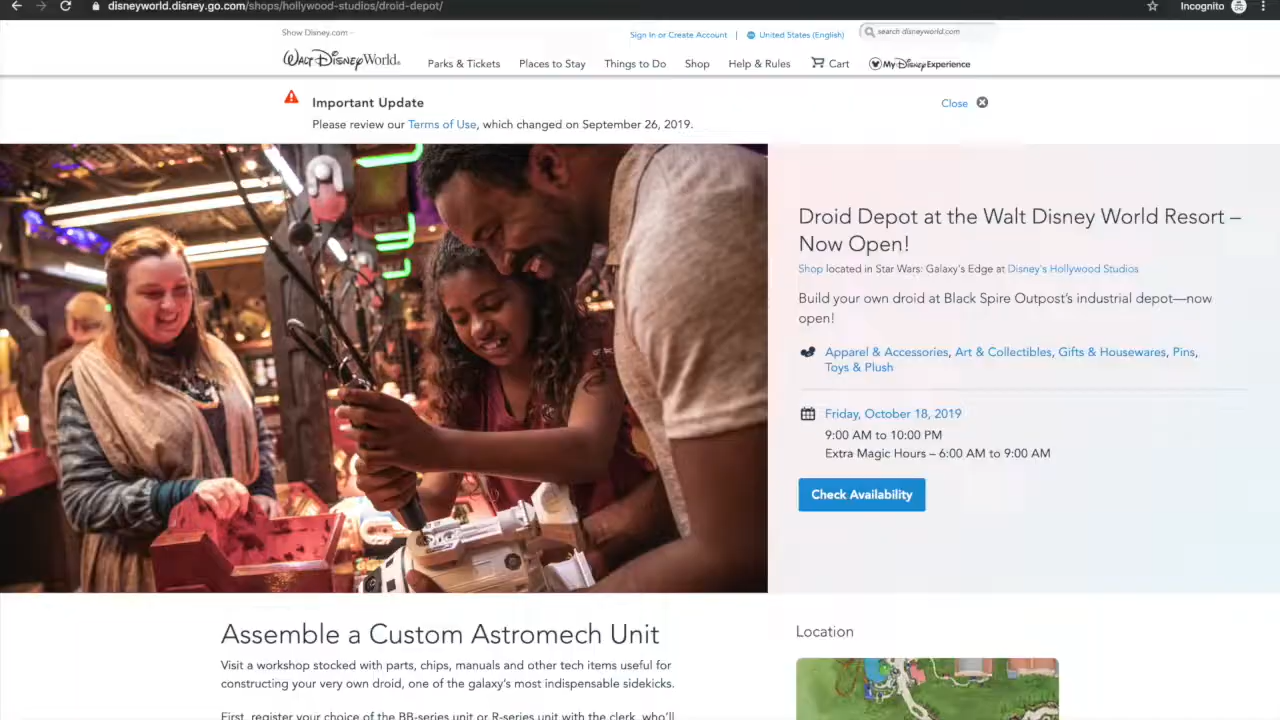 disneyworld.disney.go.com/shops/hollywood-studios/droid-depot/
Incognito
Show Disney.com
Sign In or Create Account | United States (English)
search disneyworld.com
Walt Disney World.
Parks & Tickets Places to Stay Things to Do Shop Help & Rules Cart My Disney Experience
Important Update
Close
Please review our Terms of Use, which changed on September 26, 2019.
Droid Depot at the Walt Disney World Resort –
Now Open!
Shop located in Star Wars: Galaxy's Edge at Disney's Hollywood Studios
Build your own droid at Black Spire Outpost's industrial depot—now
open!
Apparel & Accessories, Art & Collectibles, Gifts & Housewares, Pins,
Toys & Plush
Friday, October 18, 2019
9:00 AM to 10:00 PM
Extra Magic Hours – 6:00 AM to 9:00 AM
Check Availability
Assemble a Custom Astromech Unit
Visit a workshop stocked with parts, chips, manuals and other tech items useful for
constructing your very own droid, one of the galaxy's most indispensable sidekicks.
First, register your choice of the BB-series unit or R-series unit with the clerk, who'll
Location